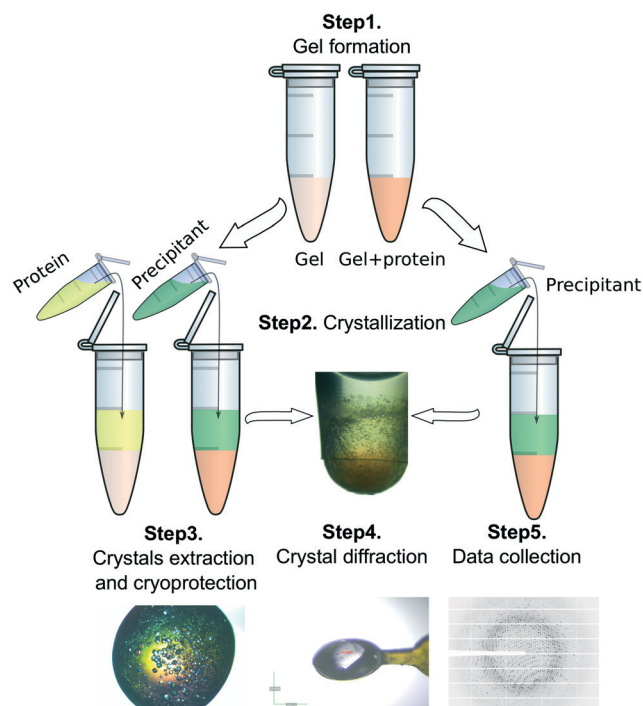 Step1.
Gel formation
Gel
Gel+protein
Protein
Precipitant
Precipitant
Step2. Crystallization
Step3.
Crystals extraction
and cryoprotection
Step4.
Crystal diffraction
Step5.
Data collection